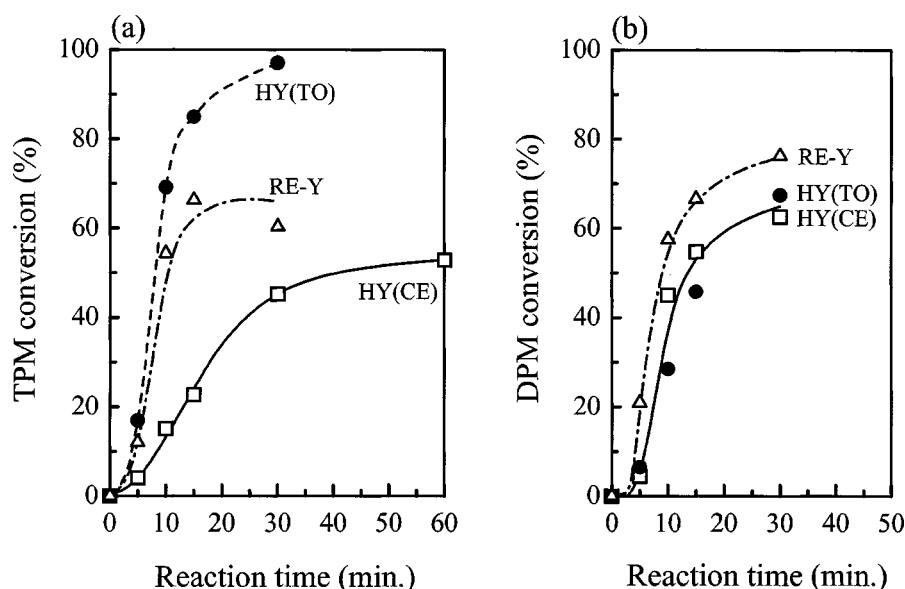 (a)
TPM conversion (%)
100
80
60
40
20
0
HY(TO)
RE-Y
HY(CE)
0 10 20 30 40 50 60
Reaction time (min.)
(b)
DPM conversion (%)
100
80
60
40
20
0
RE-Y
HY(TO)
HY(CE)
0 10 20 30 40 50
Reaction time (min.)